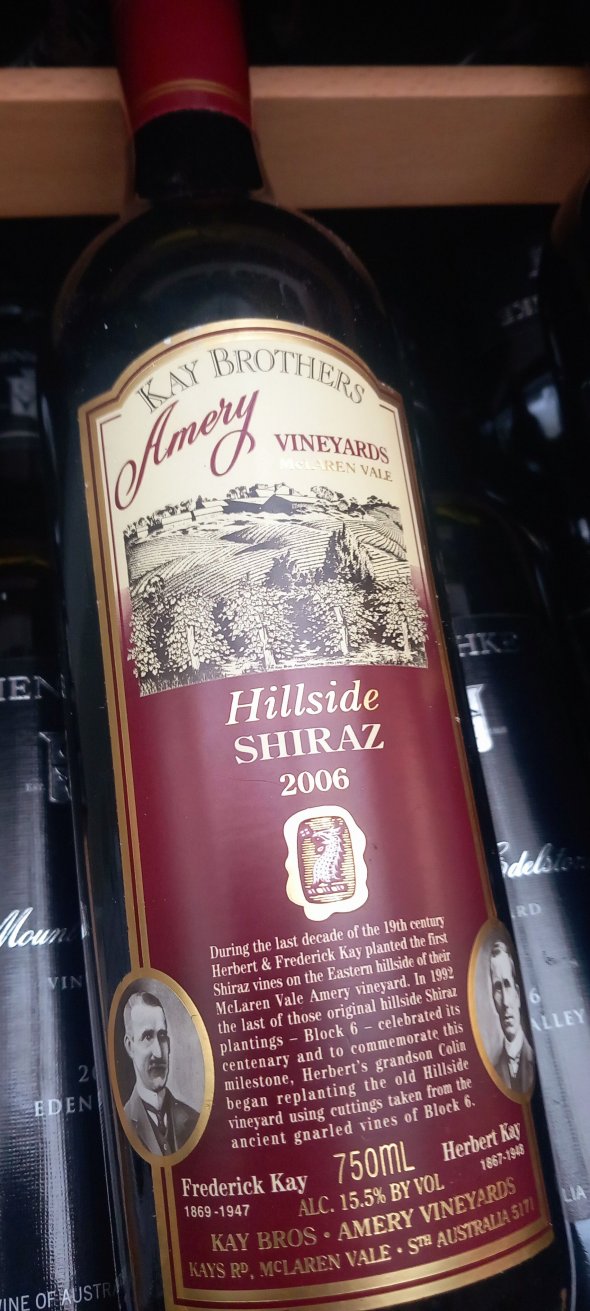 KAY BROTHERS
Amery
VINEYARDS
McLAREN VALE
Hillside
SHIRAZ
2006
During the last decade of the 19th century
Herbert & Frederick Kay planted the first
Shiraz vines on the Eastern hillside of their
McLaren Vale Amery vineyard. In 1992
the last of those original hillside Shiraz
plantings – Block 6 – celebrated its
centenary and to commemorate this
milestone, Herbert's grandson Colin
began replanting the old Hillside
vineyard using cuttings taken from the
ancient gnarled vines of Block 6.
Frederick Kay
1869-1947
750mL
Herbert Kay
1867-1948
ALC. 15.5% BY VOL
KAY BROS • AMERY VINEYARDS
KAYS RD, McLAREN VALE • STH AUSTRALIA 5171
EDEN
WINE OF AUSTR